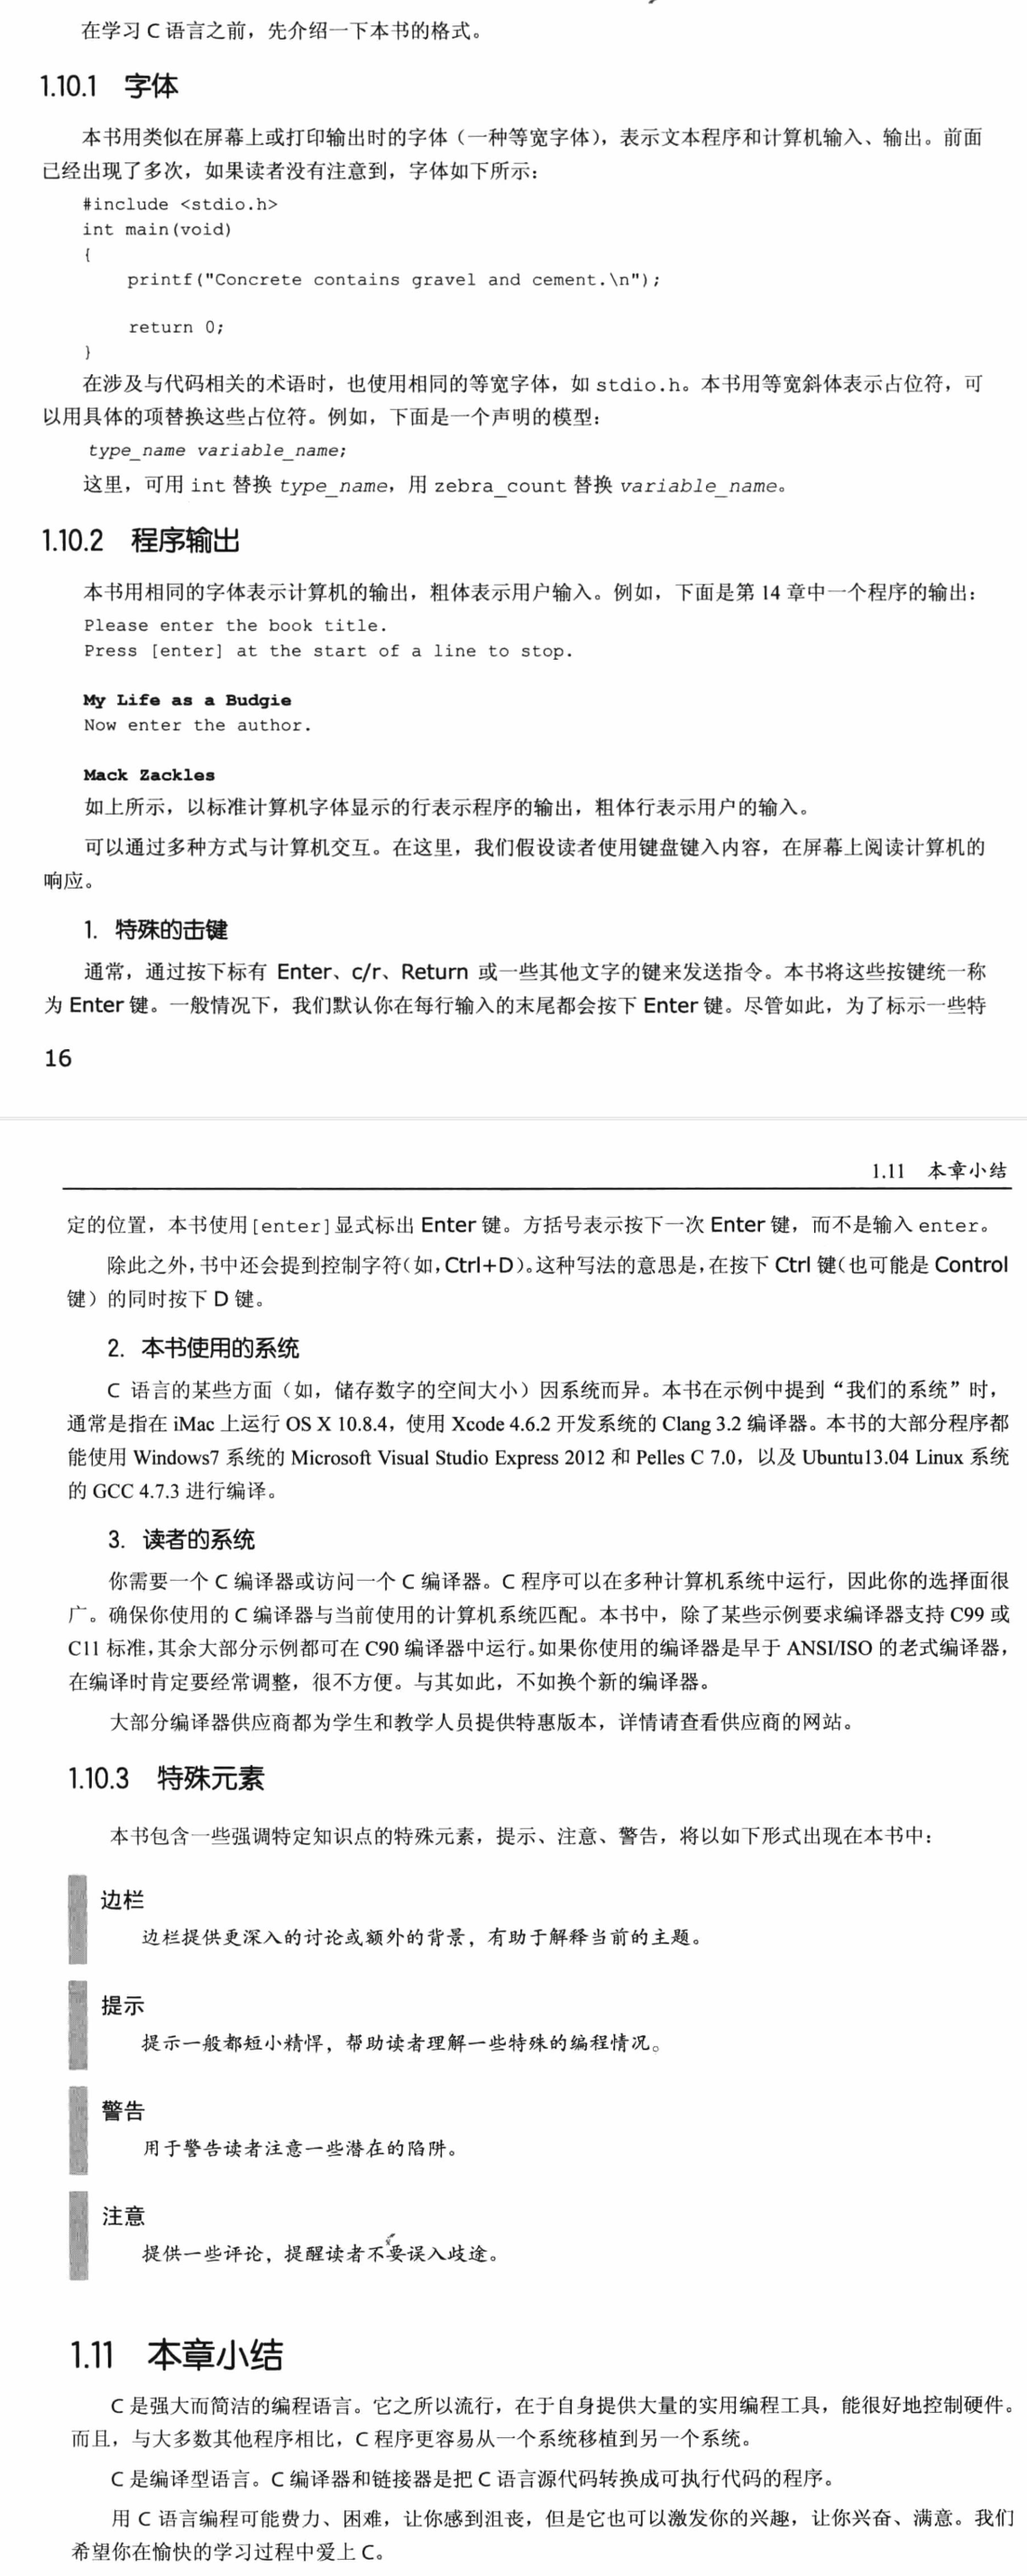 在学习 C 语言之前，先介绍一下本书的格式。
1.10.1 字体
本书用类似在屏幕上或打印输出时的字体（一种等宽字体），表示文本程序和计算机输入、输出。前面
已经出现了多次，如果读者没有注意到，字体如下所示：
#include <stdio.h>
int main(void)
{
printf("Concrete contains gravel and cement.\n");
return 0;
}
在涉及与代码相关的术语时，也使用相同的等宽字体，如 stdio.h。本书用等宽斜体表示占位符，可
以用具体的项替换这些占位符。例如，下面是一个声明的模型：
type_name variable_name;
这里，可用 int 替换 type_name，用 zebra_count 替换 variable_name。
1.10.2 程序输出
本书用相同的字体表示计算机的输出，粗体表示用户输入。例如，下面是第 14 章中一个程序的输出：
Please enter the book title.
Press [enter] at the start of a line to stop.
My Life as a Budgie
Now enter the author.
Mack Zackles
如上所示，以标准计算机字体显示的行表示程序的输出，粗体行表示用户的输入。
可以通过多种方式与计算机交互。在这里，我们假设读者使用键盘键入内容，在屏幕上阅读计算机的
响应。
1. 特殊的击键
通常，通过按下标有 Enter、c/r、Return 或一些其他文字的键来发送指令。本书将这些按键统一称
为 Enter 键。一般情况下，我们默认你在每行输入的末尾都会按下 Enter 键。尽管如此，为了标示一些特
16
1.11 本章小结
定的位置，本书使用[enter]显式标出 Enter 键。方括号表示按下一次 Enter 键，而不是输入 enter。
除此之外，书中还会提到控制字符（如，Ctrl+D）。这种写法的意思是，在按下 Ctrl 键（也可能是 Control
键）的同时按下 D 键。
2. 本书使用的系统
C 语言的某些方面（如，储存数字的空间大小）因系统而异。本书在示例中提到“我们的系统”时，
通常是指在 iMac 上运行 OS X 10.8.4，使用 Xcode 4.6.2 开发系统的 Clang 3.2 编译器。本书的大部分程序都
能使用 Windows7 系统的 Microsoft Visual Studio Express 2012 和 Pelles C 7.0，以及 Ubuntu13.04 Linux 系统
的 GCC 4.7.3 进行编译。
3. 读者的系统
你需要一个 C 编译器或访问一个 C 编译器。C 程序可以在多种计算机系统中运行，因此你的选择面很
广。确保你使用的 C 编译器与当前使用的计算机系统匹配。本书中，除了某些示例要求编译器支持 C99 或
C11 标准，其余大部分示例都可在 C90 编译器中运行。如果你使用的编译器是早于 ANSI/ISO 的老式编译器，
在编译时肯定要经常调整，很不方便。与其如此，不如换个新的编译器。
大部分编译器供应商都为学生和教学人员提供特惠版本，详情请查看供应商的网站。
1.10.3 特殊元素
本书包含一些强调特定知识点的特殊元素，提示、注意、警告，将以如下形式出现在本书中：
边栏
边栏提供更深入的讨论或额外的背景，有助于解释当前的主题。
提示
提示一般都短小精悍，帮助读者理解一些特殊的编程情况。
警告
用于警告读者注意一些潜在的陷阱。
注意
提供一些评论，提醒读者不要误入歧途。
1.11 本章小结
C 是强大而简洁的编程语言。它之所以流行，在于自身提供大量的实用编程工具，能很好地控制硬件。
而且，与大多数其他程序相比，C 程序更容易从一个系统移植到另一个系统。
C 是编译型语言。C 编译器和链接器是把 C 语言源代码转换成可执行代码的程序。
用 C 语言编程可能费力、困难，让你感到沮丧，但是它也可以激发你的兴趣，让你兴奋、满意。我们
希望你在愉快的学习过程中爱上 C。